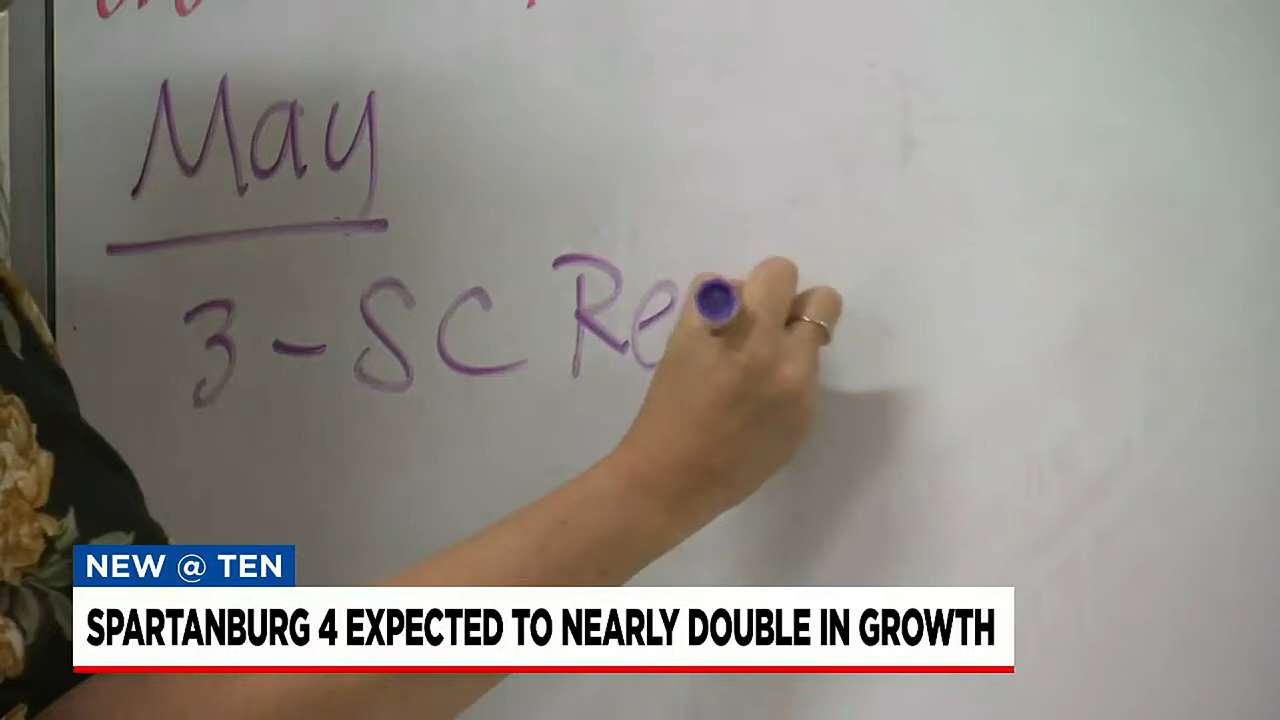 May
3-SC Re
NEW @ TEN
SPARTANBURG 4 EXPECTED TO NEARLY DOUBLE IN GROWTH